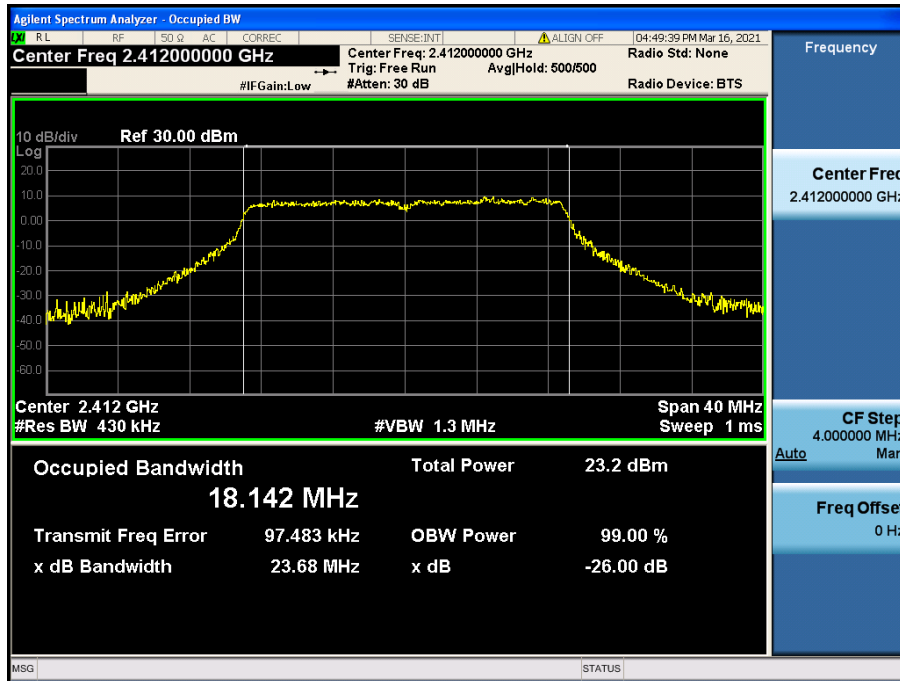 Agilent Spectrum Analyzer - Occupied BW
LXI RL RF 50 Ω AC CORREC SENSE:INT ALIGN OFF 04:49:39 PM Mar 16, 2021
Center Freq 2.412000000 GHz
Center Freq: 2.412000000 GHz
Radio Std: None
Trig: Free Run Avg|Hold: 500/500
#IFGain:Low
#Atten: 30 dB
Radio Device: BTS
10 dB/div Ref 30.00 dBm
Log
20.0
10.0
0.00
-10.0
-20.0
-30.0
-40.0
-50.0
-60.0
Center 2.412 GHz Span 40 MHz
#Res BW 430 kHz #VBW 1.3 MHz Sweep 1 ms
Occupied Bandwidth Total Power 23.2 dBm
18.142 MHz
Transmit Freq Error 97.483 kHz OBW Power 99.00 %
x dB Bandwidth 23.68 MHz x dB -26.00 dB
MSG STATUS
Frequency
Center Freq
2.412000000 GHz
CF Step
4.000000 MHz
Auto Man
Freq Offset
0 Hz